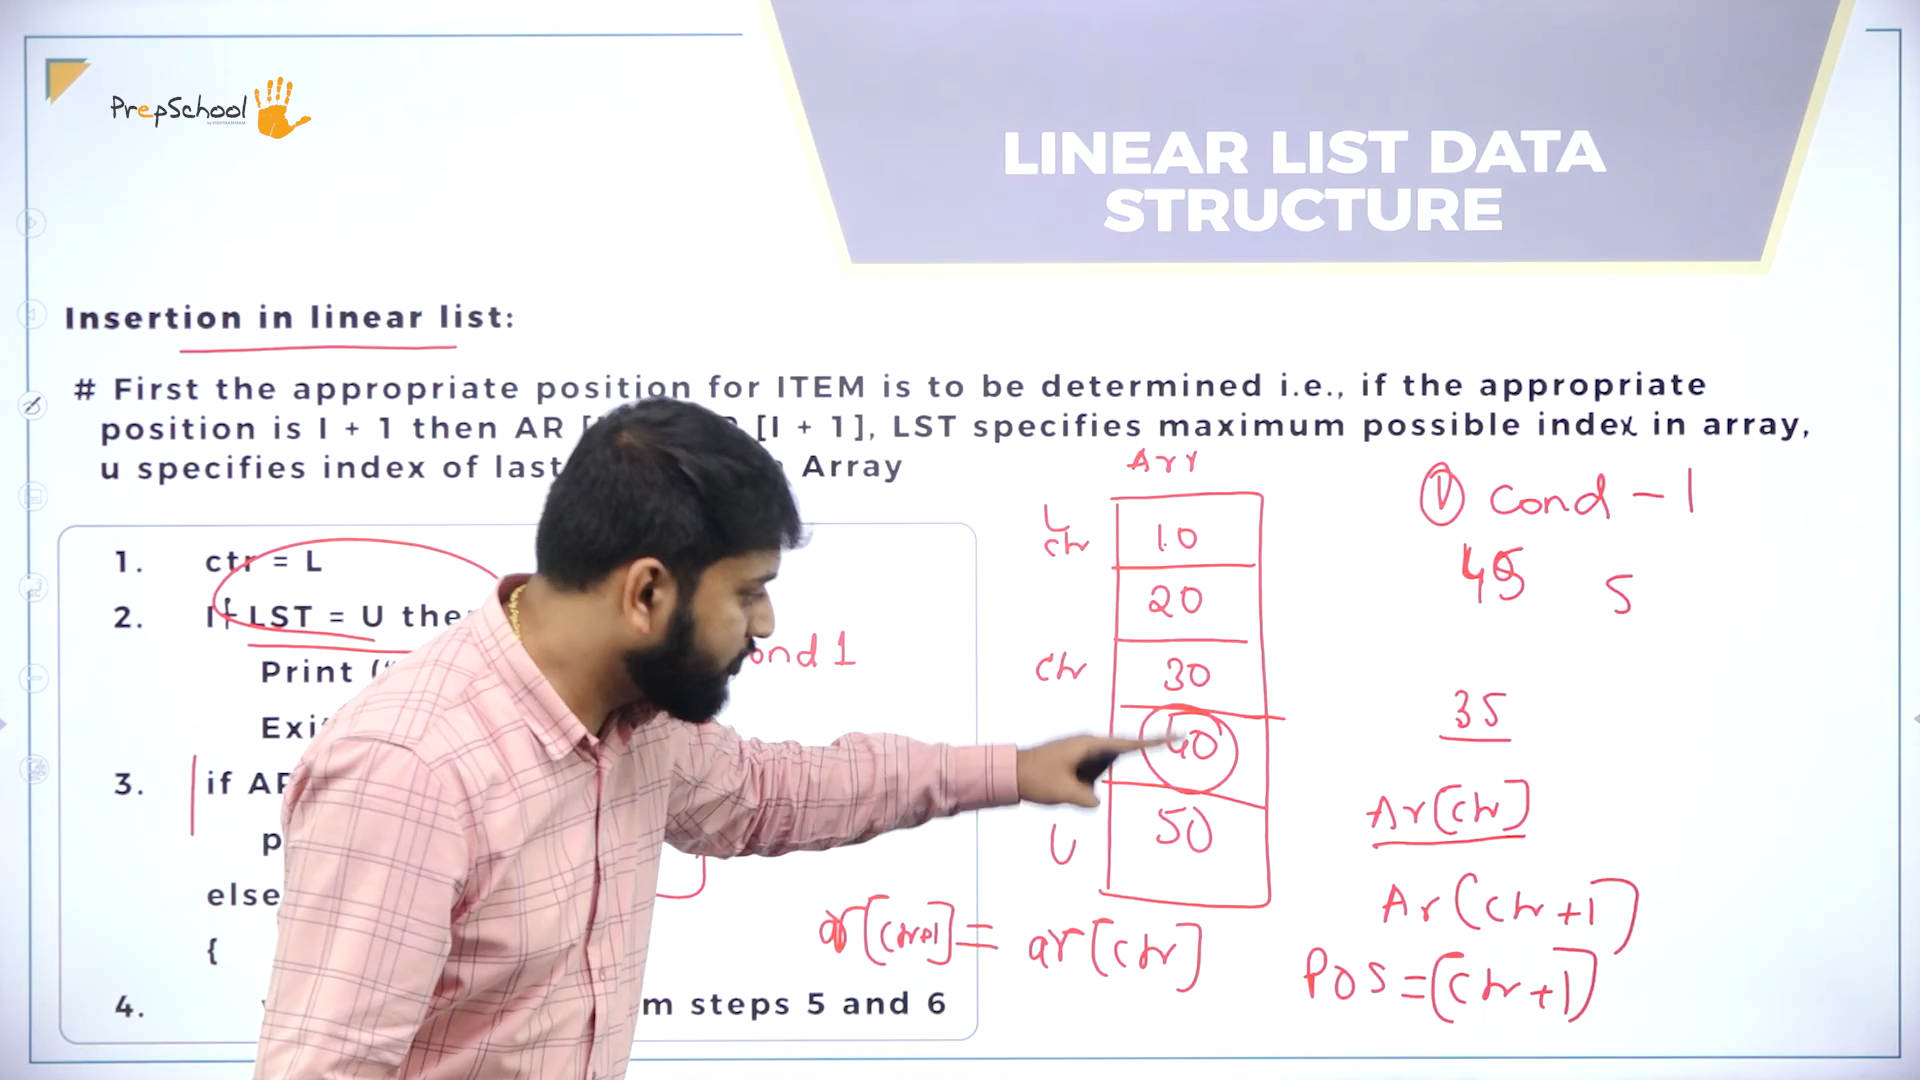 PrepSchool
LINEAR LIST DATA
STRUCTURE
Insertion in linear list:
# First the appropriate position for ITEM is to be determined i.e., if the appropriate
position is I + 1 then AR [ [I + 1], LST specifies maximum possible index in array,
u specifies index of last Array
1. ctr = L
2. If LST = U
Print
3. if
else
{
4. steps 5 and 6
Cond 1
Arr
L
Ctr
10
20
Ctr 30
40
U 50
ar[ctr+1] = ar[ctr]
1 Cond - 1
45 5
35
Ar[ctr]
Ar(ctr+1)
Pos = (ctr+1)